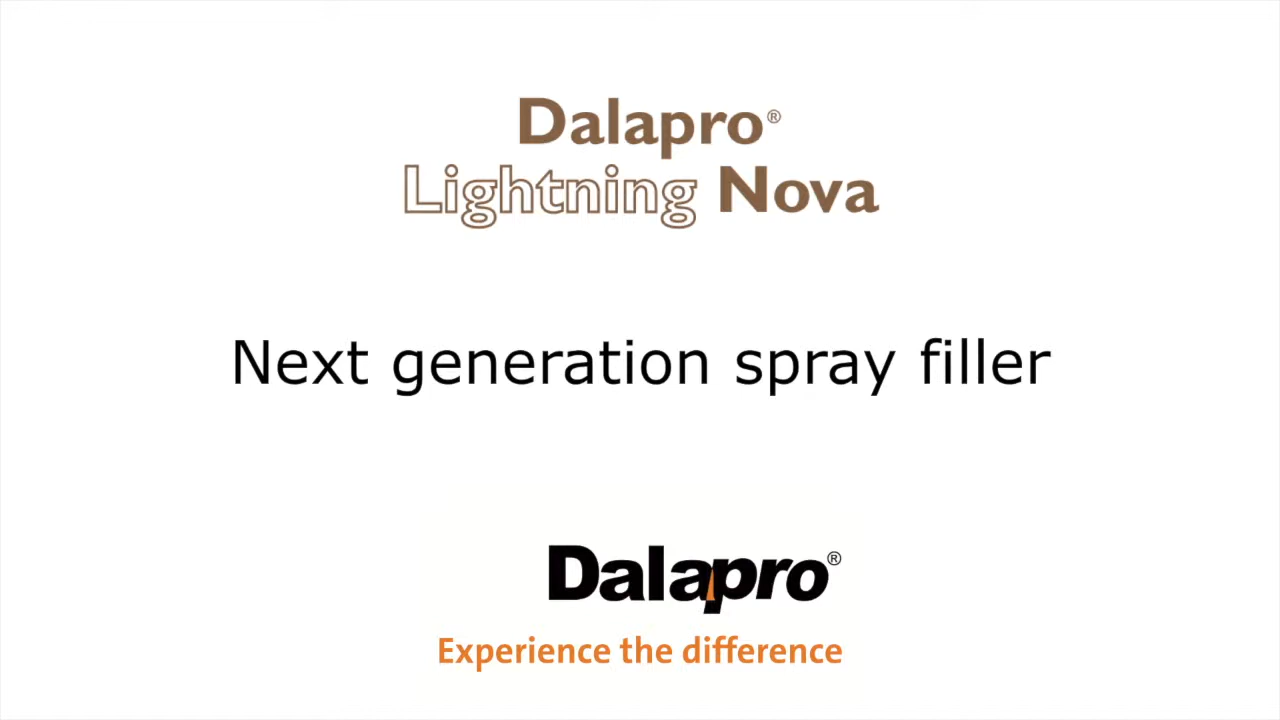 Dalapro®
Lightning Nova
Next generation spray filler
Dalapro®
Experience the difference